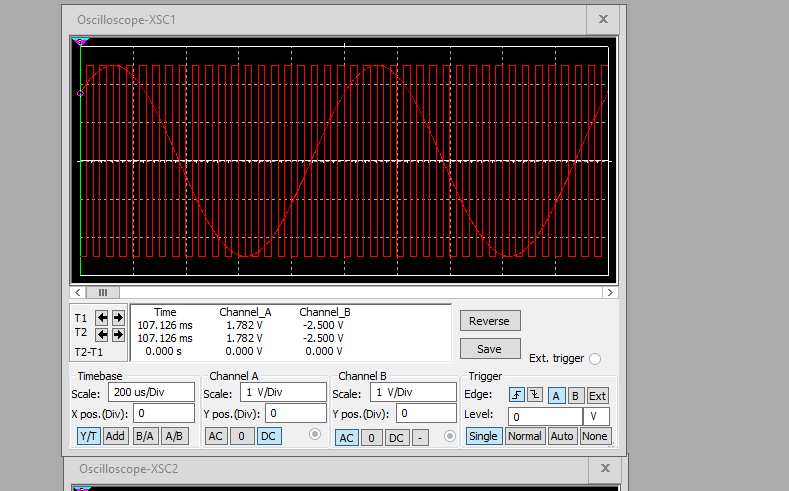 Oscilloscope-XSC1 x
T1
T2
T2-T1
Time Channel_A Channel_B
107.126 ms 1.782 V -2.500 V
107.126 ms 1.782 V -2.500 V
0.000 s 0.000 V 0.000 V
Reverse
Save
Ext. trigger
Timebase
Scale: 200 us/Div
X pos.(Div): 0
Y/T Add B/A A/B
Channel A
Scale: 1 V/Div
Y pos.(Div): 0
AC 0 DC
Channel B
Scale: 1 V/Div
Y pos.(Div): 0
AC 0 DC -
Trigger
Edge: A B Ext
Level: 0 V
Single Normal Auto None
Oscilloscope-XSC2 x